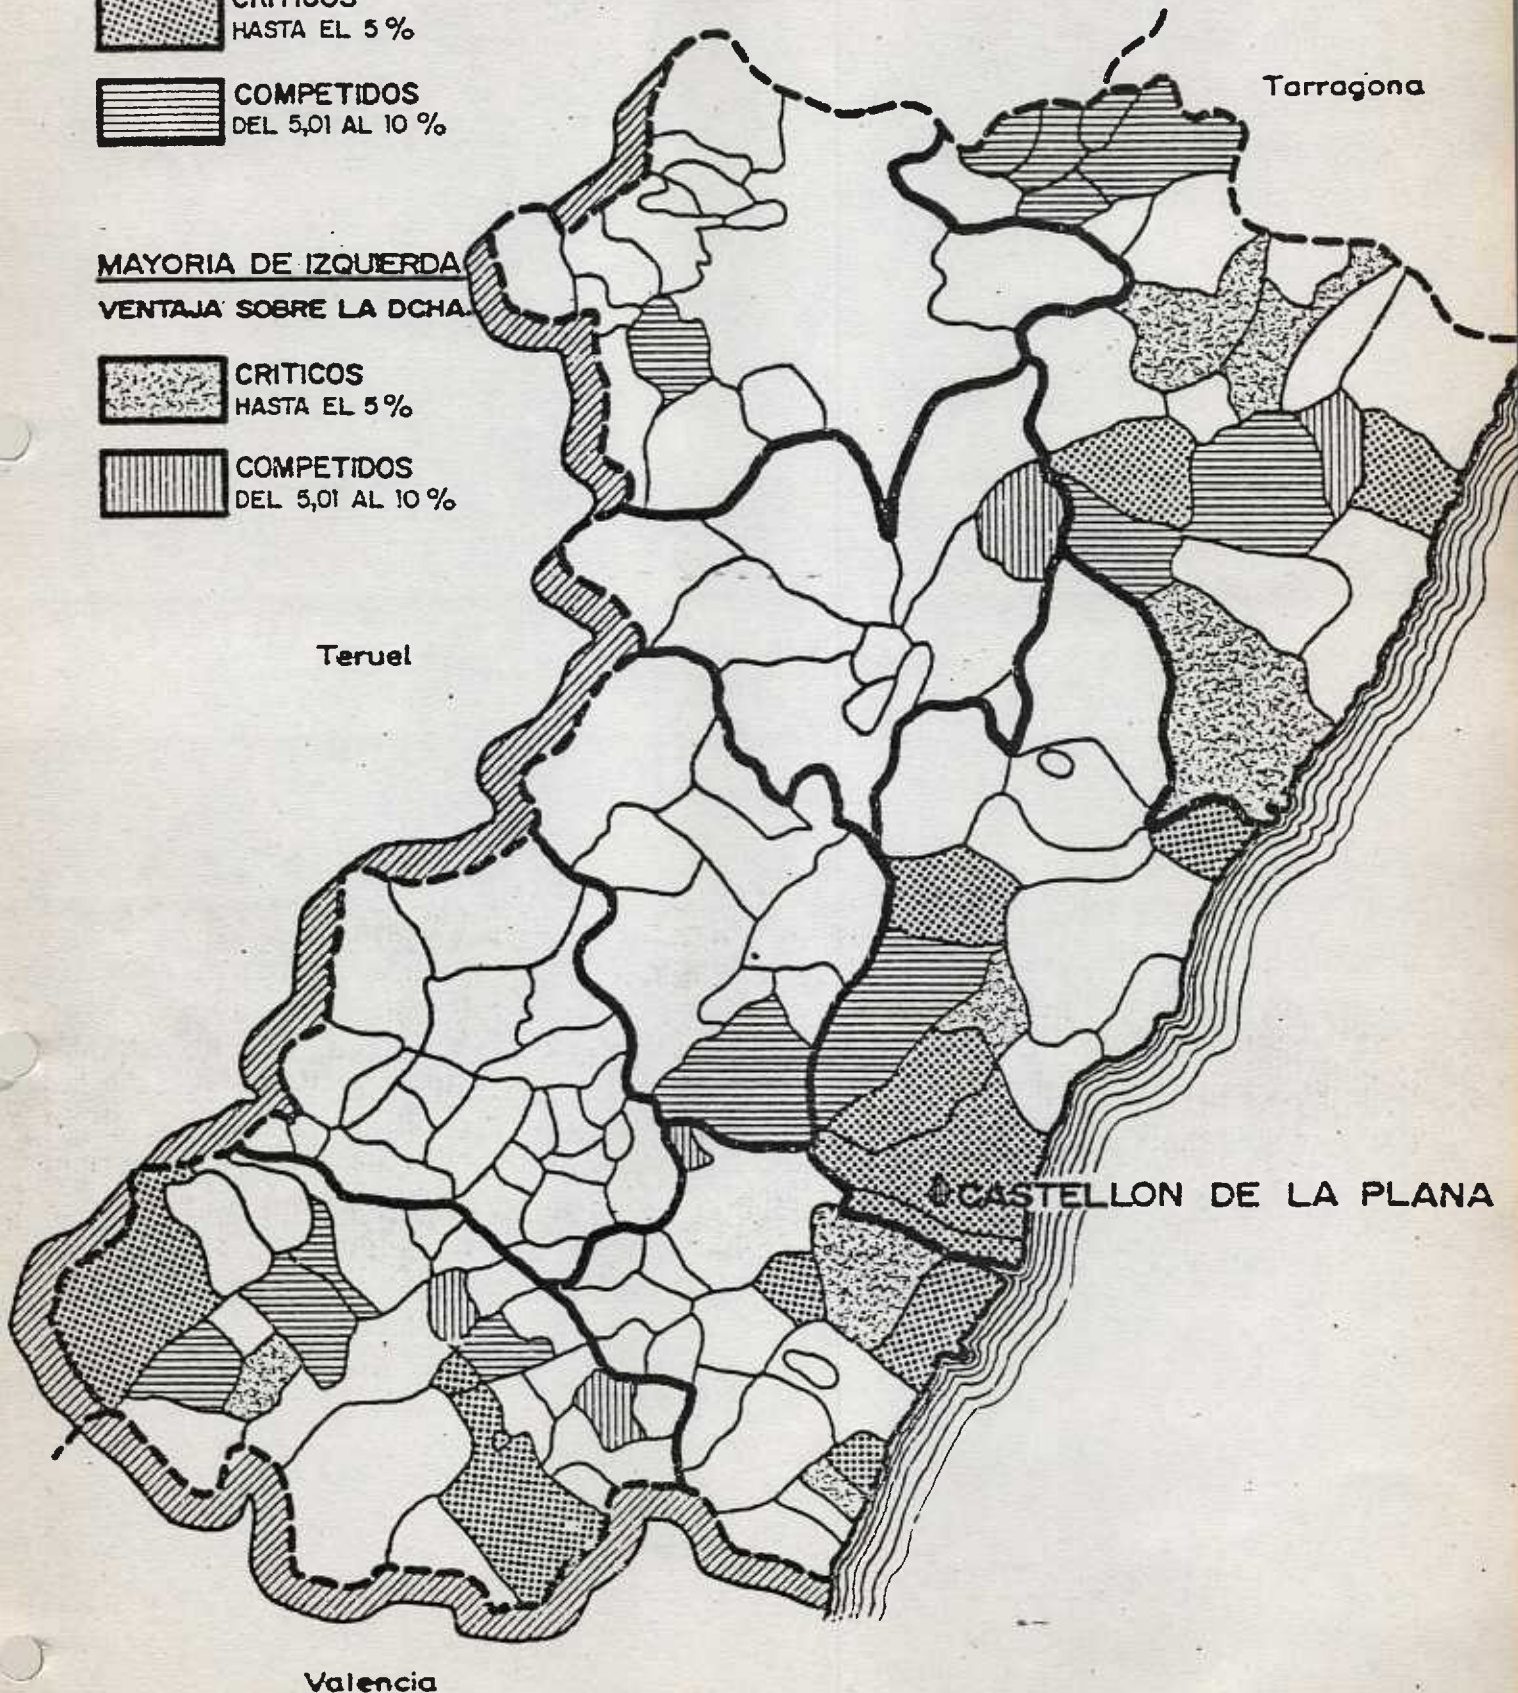 CRITICOS
HASTA EL 5%
COMPETIDOS
DEL 5,01 AL 10%
Tarragona
MAYORIA DE IZQUIERDA
VENTAJA SOBRE LA DCHA.
CRITICOS
HASTA EL 5%
COMPETIDOS
DEL 5,01 AL 10%
Teruel
CASTELLON DE LA PLANA
Valencia